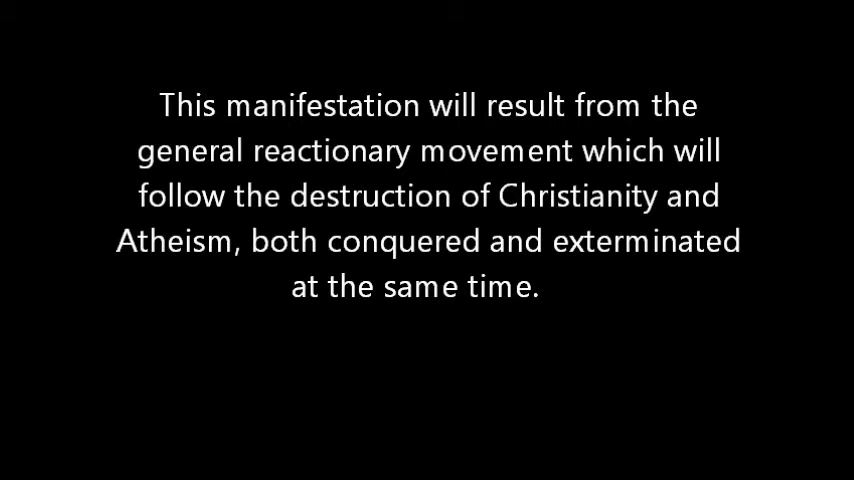 This manifestation will result from the
general reactionary movement which will
follow the destruction of Christianity and
Atheism, both conquered and exterminated
at the same time.